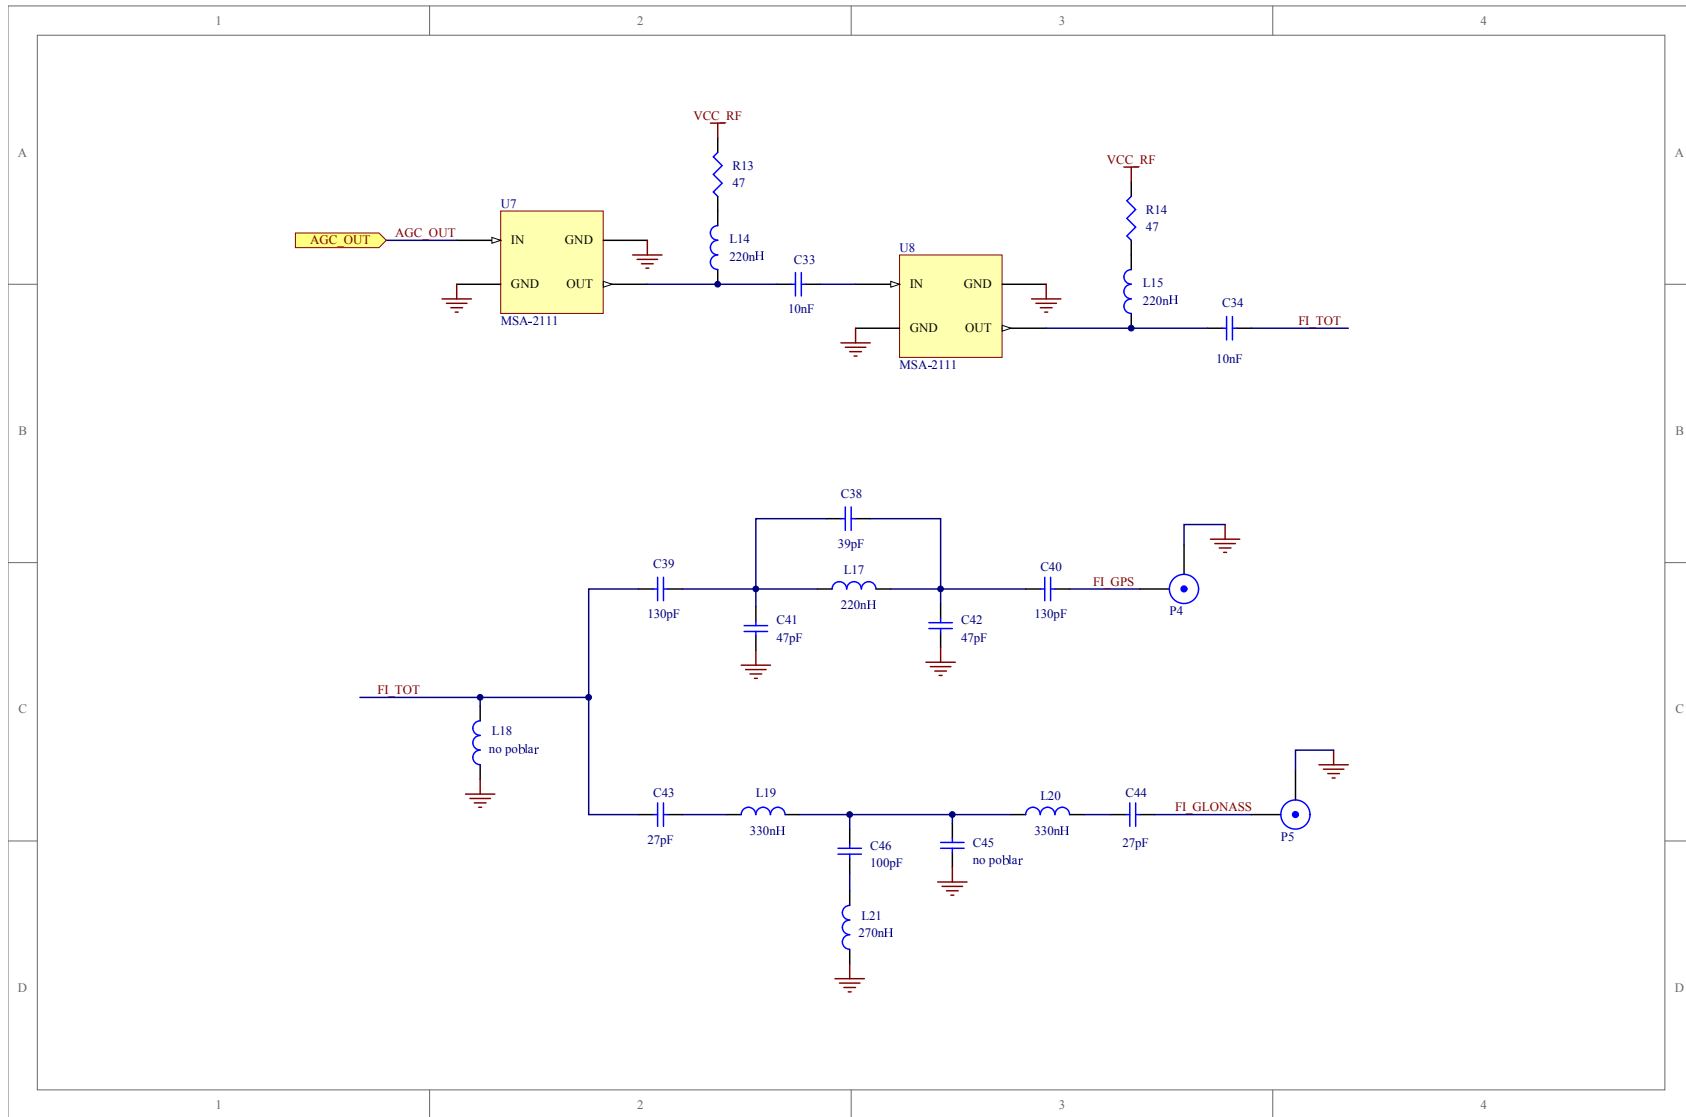 1 2 3 4
A A
VCC_RF
R13
47
VCC_RF
R14
47
U7
AGC_OUT AGC_OUT
IN GND
GND OUT
MSA-2111
L14
220nH
C33
10nF
U8
IN GND
GND OUT
MSA-2111
L15
220nH
C34
10nF
FI_TOT
B B
C38
39pF
C39
130pF
L17
220nH
C40
130pF
FI_GPS
P4
C41
47pF
C42
47pF
C C
FI_TOT
L18
no poblar
C43
27pF
L19
330nH
L20
330nH
C44
27pF
FI_GLONASS
P5
C46
100pF
C45
no poblar
L21
270nH
D D
1 2 3 4